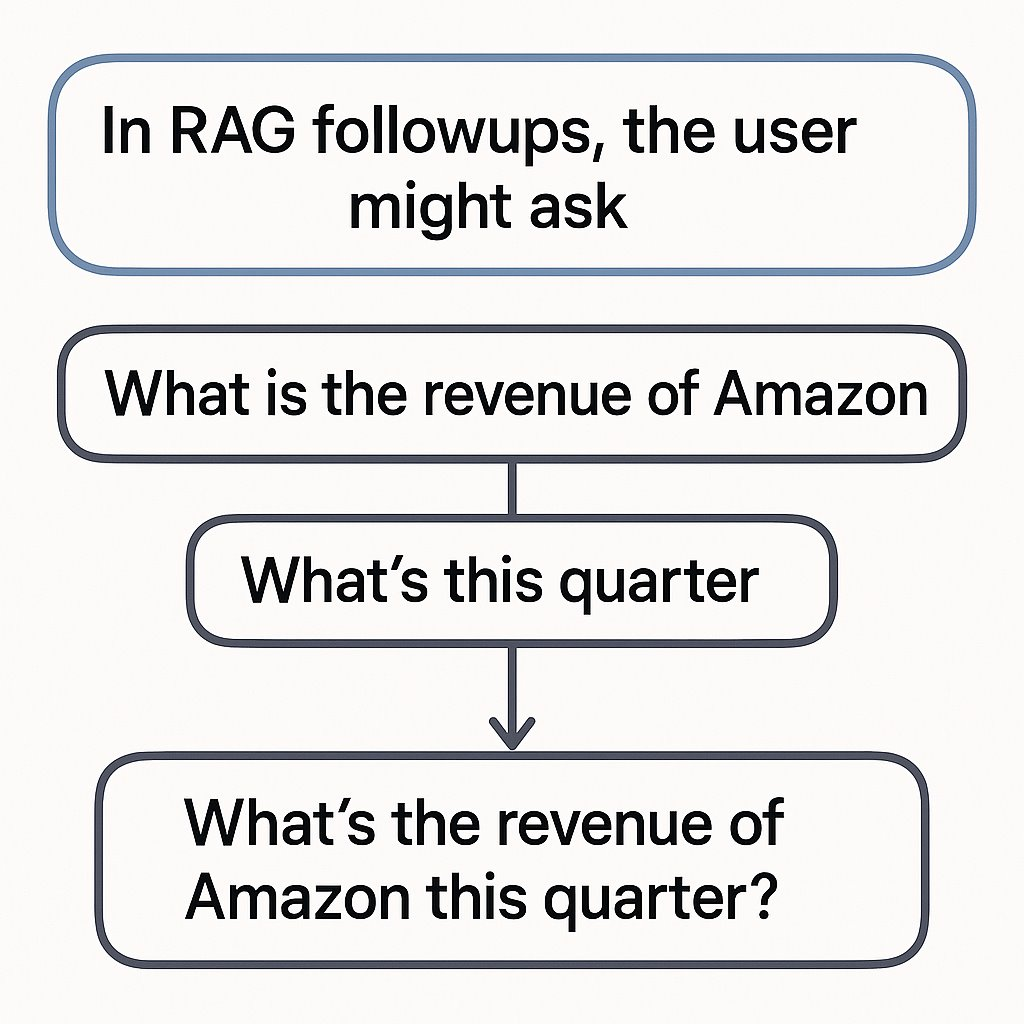 In RAG followups, the user
might ask
What is the revenue of Amazon
What’s this quarter
What’s the revenue of
Amazon this quarter?